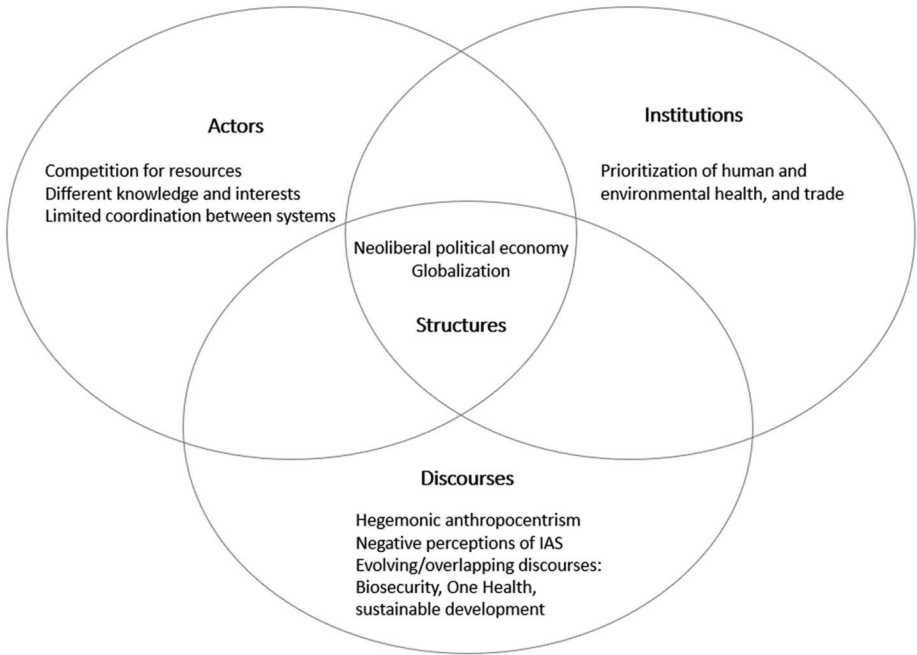 Actors
Competition for resources
Different knowledge and interests
Limited coordination between systems
Institutions
Prioritization of human and
environmental health, and trade
Neoliberal political economy
Globalization
Structures
Discourses
Hegemonic anthropocentrism
Negative perceptions of IAS
Evolving/overlapping discourses:
Biosecurity, One Health,
sustainable development